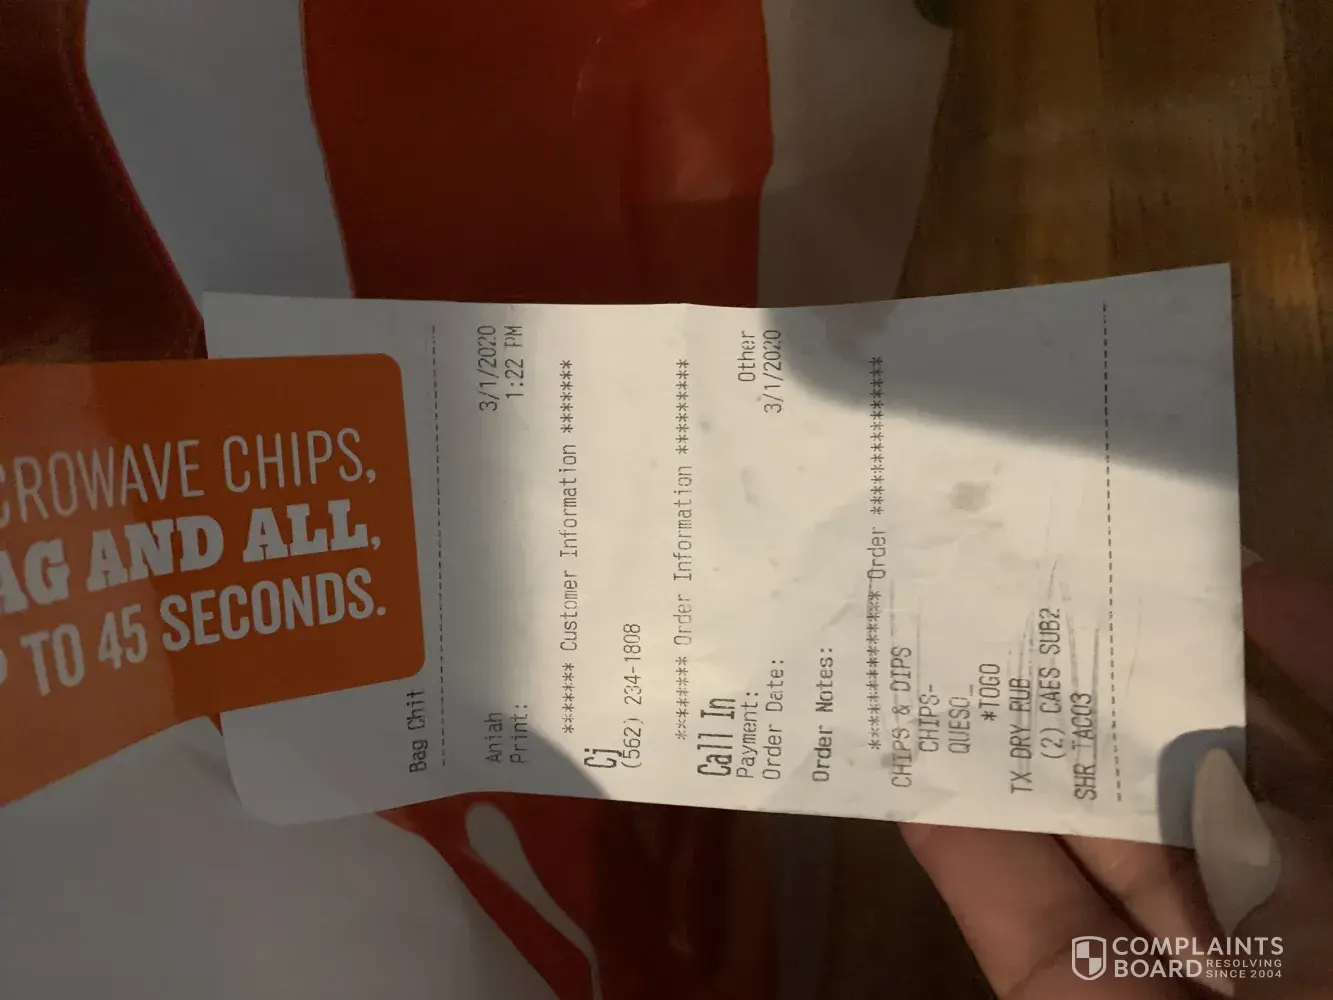 CROWAVE CHIPS,
AG AND ALL,
TO 45 SECONDS.
Bag Chit
--------------------------------
Aniah 3/1/2020
Print: 1:22 PM
******* Customer Information *******
Cj
(562) 234-1808
******** Order Information *********
Call In
Payment: Other
Order Date: 3/1/2020
Order Notes:
**************** Order ****************
CHIPS & DIPS
CHIPS-
QUESO
*TOGO
TX DRY RUB
(2) CAES SUB2
SHR TACO3
--------------------------------
COMPLAINTS
BOARD RESOLVING
SINCE 2004